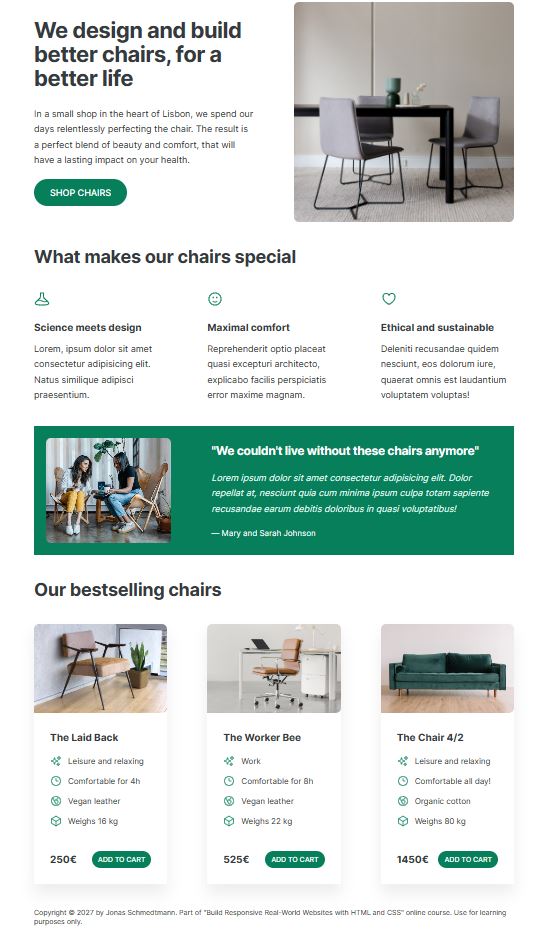 We design and build
better chairs, for a
better life
In a small shop in the heart of Lisbon, we spend our
days relentlessly perfecting the chair. The result is
a perfect blend of beauty and comfort, that will
have a lasting impact on your health.
SHOP CHAIRS
What makes our chairs special
Science meets design
Lorem, ipsum dolor sit amet
consectetur adipisicing elit.
Natus similique adipisci
praesentium.
Maximal comfort
Reprehenderit optio placeat
quasi excepturi architecto,
explicabo facilis perspiciatis
error maxime magnam.
Ethical and sustainable
Deleniti recusandae quidem
nesciunt, eos dolorum iure,
quaerat omnis est laudantium
voluptatem voluptas!
"We couldn't live without these chairs anymore"
Lorem ipsum dolor sit amet consectetur adipisicing elit. Dolor
repellat at, nesciunt quia cum minima ipsum culpa totam sapiente
recusandae earum debitis doloribus in quasi voluptatibus!
— Mary and Sarah Johnson
Our bestselling chairs
The Laid Back
Leisure and relaxing
Comfortable for 4h
Vegan leather
Weighs 16 kg
250€
ADD TO CART
The Worker Bee
Work
Comfortable for 8h
Vegan leather
Weighs 22 kg
525€
ADD TO CART
The Chair 4/2
Leisure and relaxing
Comfortable all day!
Organic cotton
Weighs 80 kg
1450€
ADD TO CART
Copyright © 2027 by Jonas Schmedtmann. Part of "Build Responsive Real-World Websites with HTML and CSS" online course. Use for learning
purposes only.